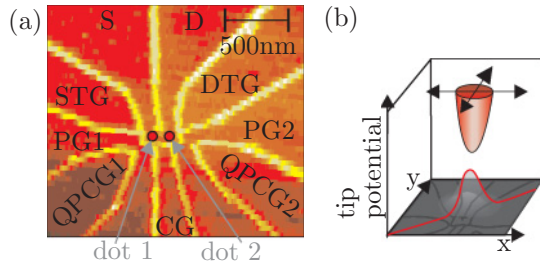 (a)
S
D
500nm
STG
DTG
PG1
PG2
QPCG1
QPCG2
CG
dot 1
dot 2
(b)
tip
potential
y
x